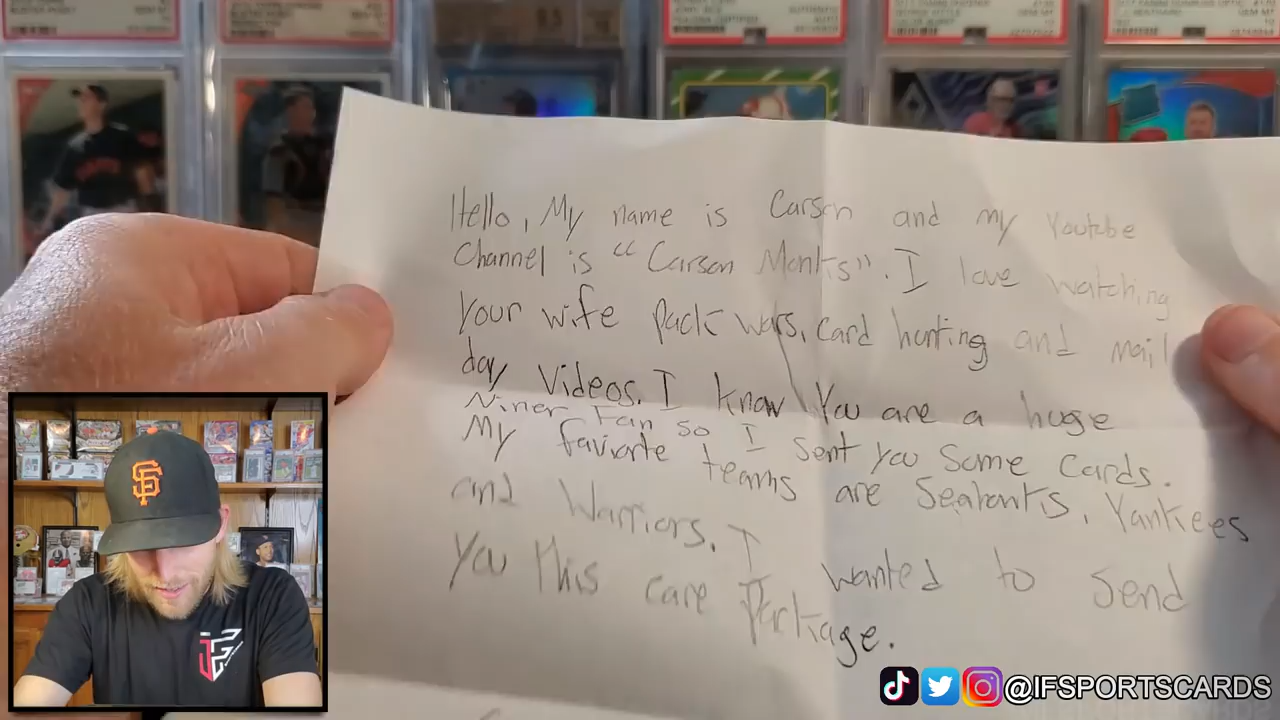 Hello, My name is Carson and my Youtube
Channel is "Carson Monks". I love watching
your wife pack wars, card hunting and mail
day Videos. I know You are a huge
Niner Fan so I sent you Some Cards.
My faviorte teams are Seahawks, Yankees
and Warriors. I wanted to send
you this care Package.
SF
@IFSPORTSCARDS